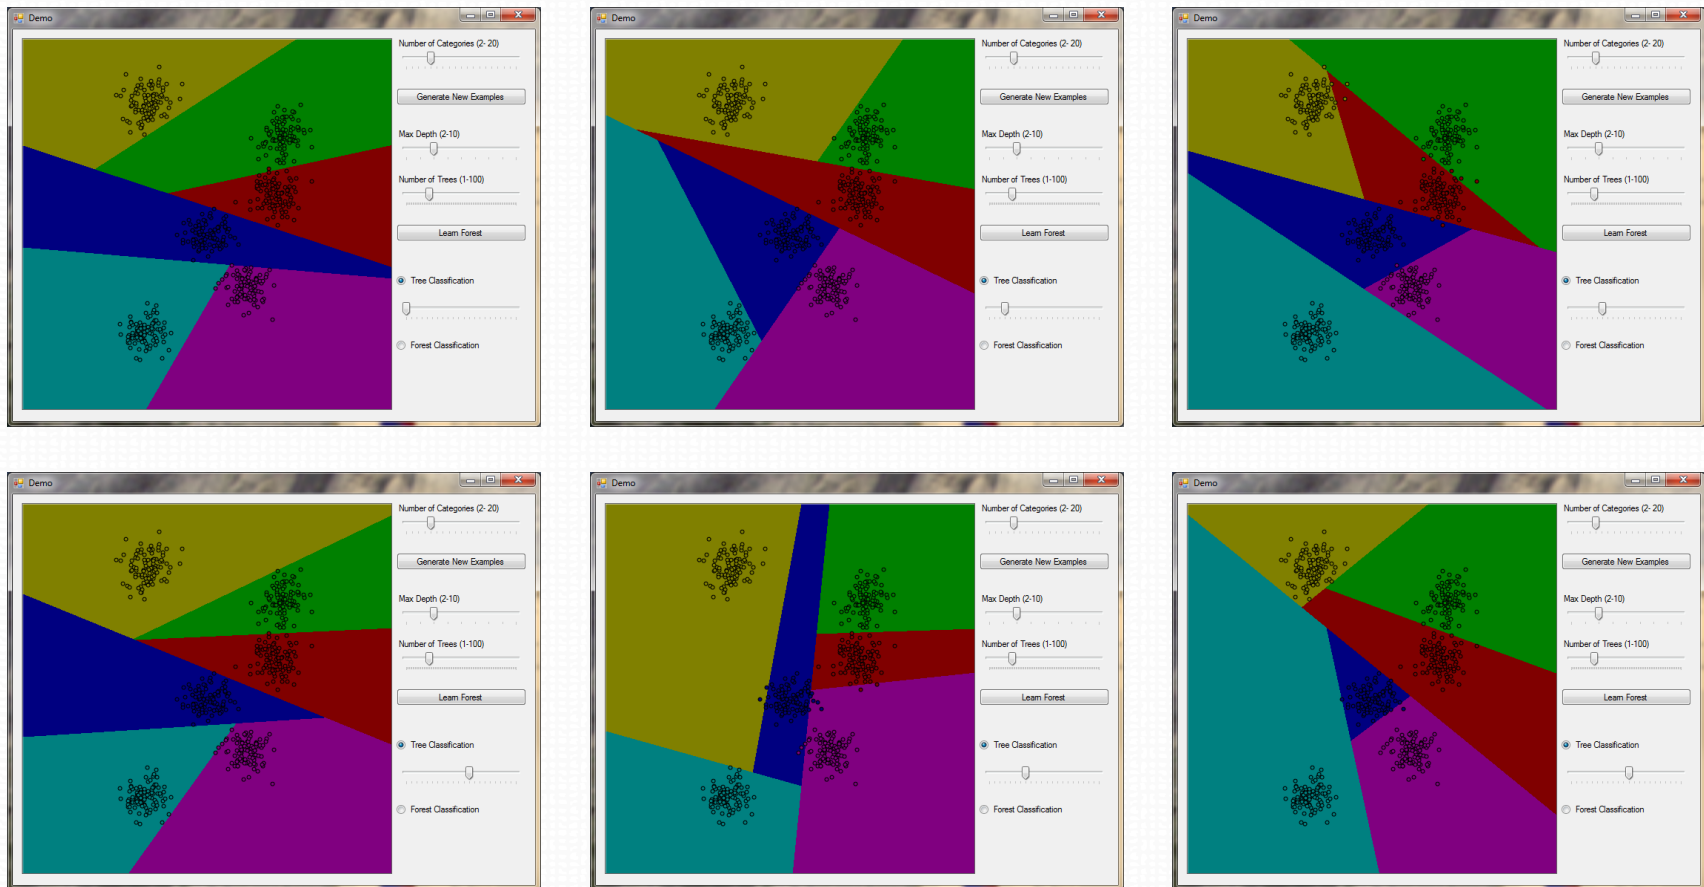 Demo
Number of Categories (2- 20)
Generate New Examples
Max Depth (2-10)
Number of Trees (1-100)
Learn Forest
Tree Classification
Forest Classification
Demo
Number of Categories (2- 20)
Generate New Examples
Max Depth (2-10)
Number of Trees (1-100)
Learn Forest
Tree Classification
Forest Classification
Demo
Number of Categories (2- 20)
Generate New Examples
Max Depth (2-10)
Number of Trees (1-100)
Learn Forest
Tree Classification
Forest Classification
Demo
Number of Categories (2- 20)
Generate New Examples
Max Depth (2-10)
Number of Trees (1-100)
Learn Forest
Tree Classification
Forest Classification
Demo
Number of Categories (2- 20)
Generate New Examples
Max Depth (2-10)
Number of Trees (1-100)
Learn Forest
Tree Classification
Forest Classification
Demo
Number of Categories (2- 20)
Generate New Examples
Max Depth (2-10)
Number of Trees (1-100)
Learn Forest
Tree Classification
Forest Classification